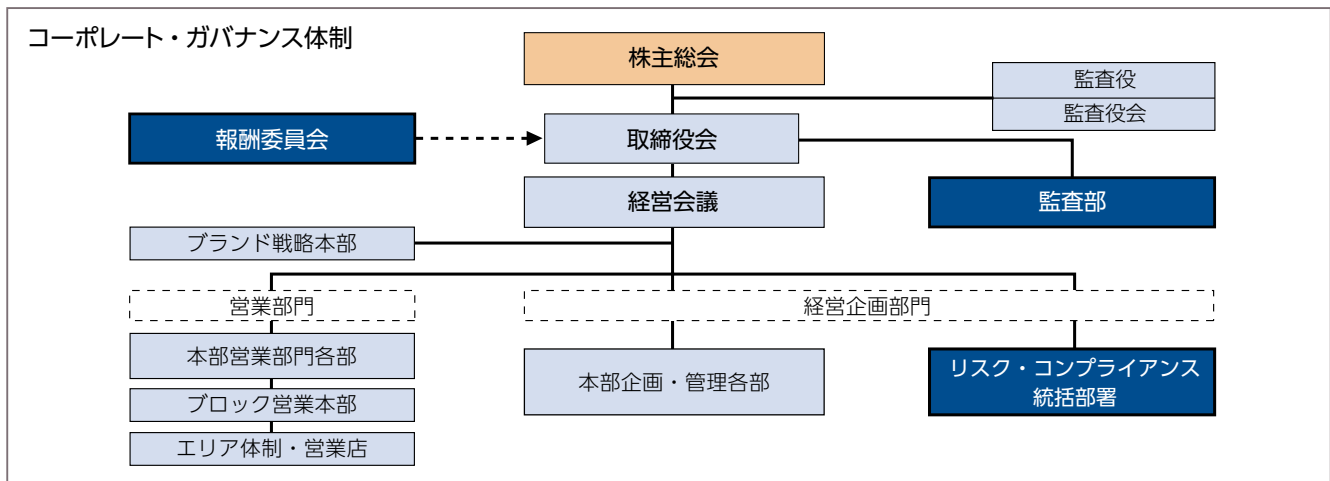 コーポレート・ガバナンス体制
株主総会
監査役
監査役会
報酬委員会
取締役会
経営会議
監査部
ブランド戦略本部
営業部門
経営企画部門
本部営業部門各部
本部企画・管理各部
リスク・コンプライアンス
統括部署
ブロック営業本部
エリア体制・営業店